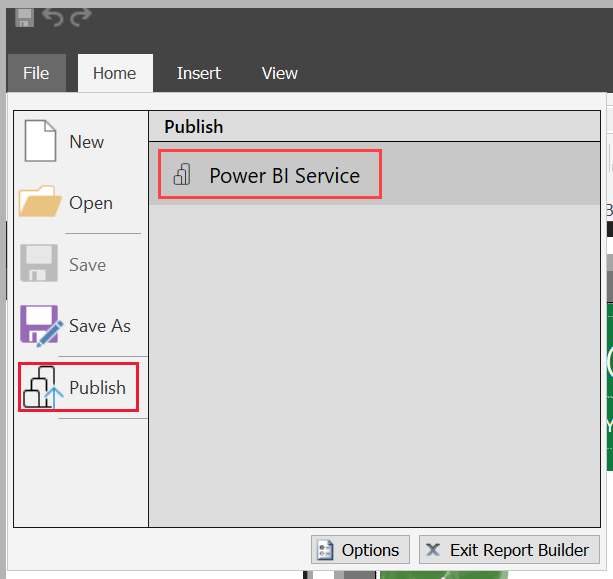 File Home Insert View
Publish
New
Power BI Service
Open
Save
Save As
Publish
Options Exit Report Builder